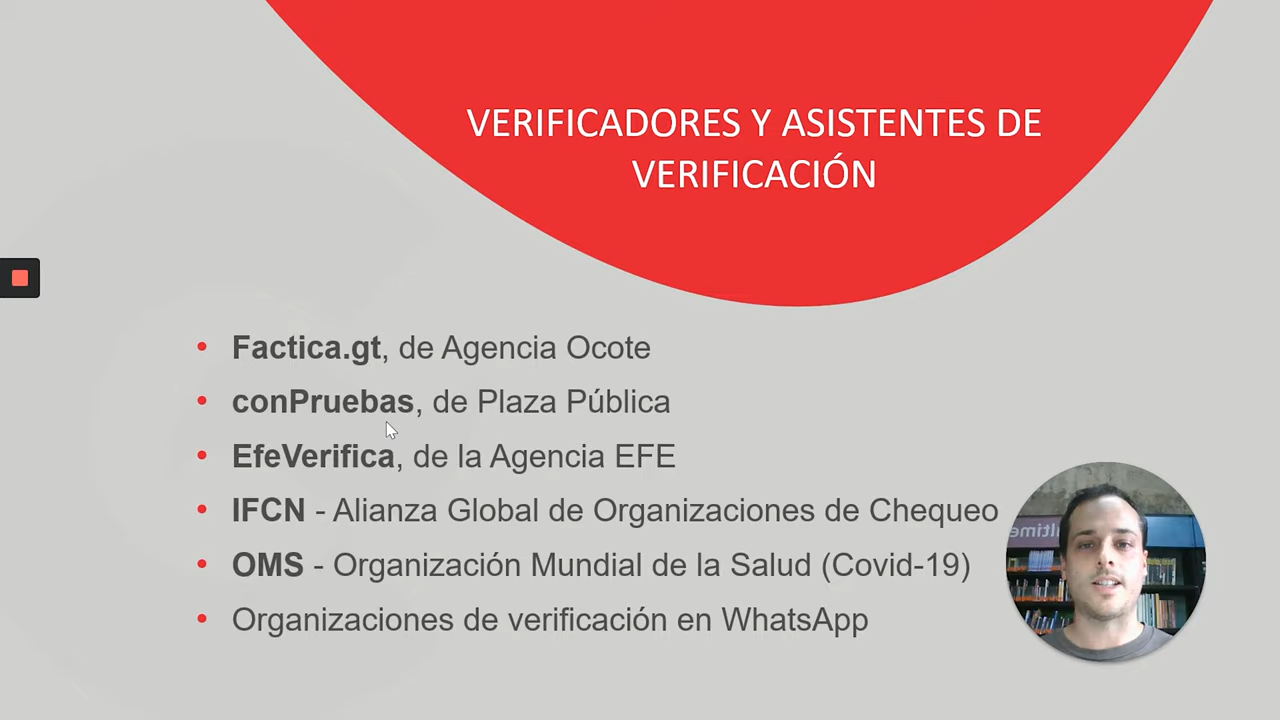 VERIFICADORES Y ASISTENTES DE
VERIFICACIÓN
• Factica.gt, de Agencia Ocote
• conPruebas, de Plaza Pública
• EfeVerifica, de la Agencia EFE
• IFCN - Alianza Global de Organizaciones de Chequeo
• OMS - Organización Mundial de la Salud (Covid-19)
• Organizaciones de verificación en WhatsApp